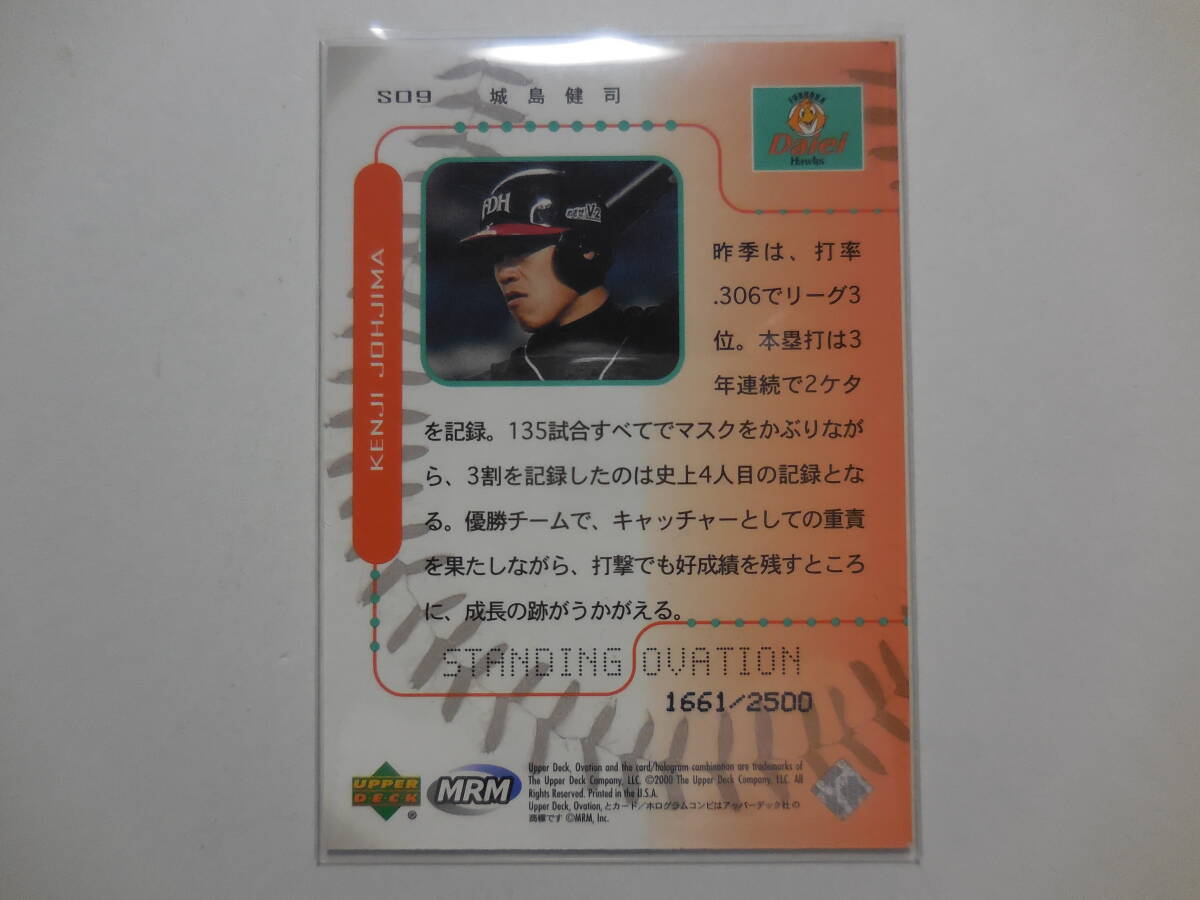 SO9 城島健司
FUKUOKA
Daiei
Hawks
FDH
KENJI JOHJIMA
昨季は、打率
.306でリーグ3
位。本塁打は3
年連続で2ケタ
を記録。135試合すべてでマスクをかぶりなが
ら、3割を記録したのは史上4人目の記録とな
る。優勝チームで、キャッチャーとしての重責
を果たしながら、打撃でも好成績を残すところ
に、成長の跡がうかがえる。
STANDING OVATION
1661/2500
UPPER
DECK
®
MRM
Upper Deck, Ovation and the card/hologram combination are trademarks of
The Upper Deck Company, LLC. ©2000 The Upper Deck Company, LLC. All
Rights Reserved. Printed in the U.S.A.
Upper Deck, Ovation, とカード/ホログラムコンビはアッパーデック社の
商標です ©MRM, Inc.